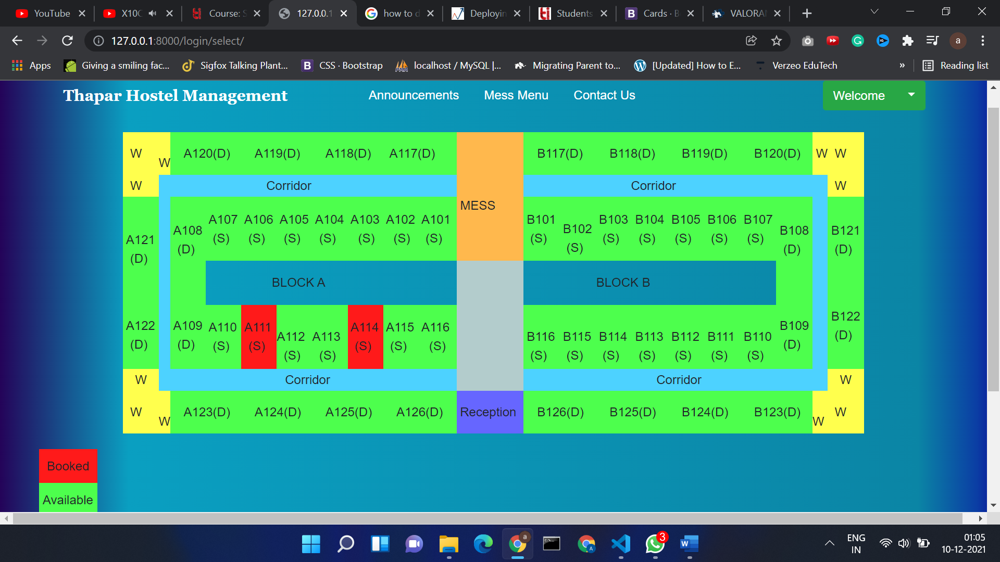 YouTube
X10C
Course: S
127.0.0.1
how to d
Deployin
Students
Cards · B
VALORA
127.0.0.1:8000/login/select/
a
Apps
Giving a smiling fac...
Sigfox Talking Plant...
B CSS · Bootstrap
localhost / MySQL |...
Migrating Parent to...
[Updated] How to E...
Verzeo EduTech
»
Reading list
Thapar Hostel Management
Announcements
Mess Menu
Contact Us
Welcome
W W A120(D) A119(D) A118(D) A117(D) MESS B117(D) B118(D) B119(D) B120(D) W W
W Corridor Corridor W
A121 (D) A108 (D) A107 (S) A106 (S) A105 (S) A104 (S) A103 (S) A102 (S) A101 (S) B101 (S) B102 (S) B103 (S) B104 (S) B105 (S) B106 (S) B107 (S) B108 (D) B121 (D)
BLOCK A BLOCK B
A122 (D) A109 (D) A110 (S) A111 (S) A112 (S) A113 (S) A114 (S) A115 (S) A116 (S) B116 (S) B115 (S) B114 (S) B113 (S) B112 (S) B111 (S) B110 (S) B109 (D) B122 (D)
W Corridor Corridor W
W W A123(D) A124(D) A125(D) A126(D) Reception B126(D) B125(D) B124(D) B123(D) W W
Booked
Available
3
ENG
IN
01:05
10-12-2021